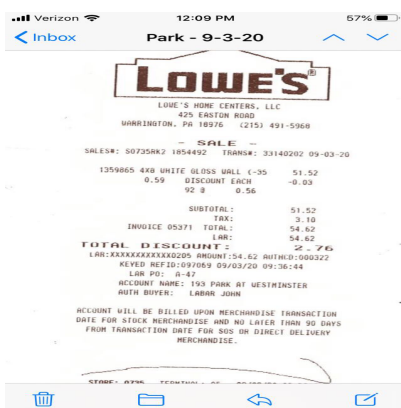 Verizon 12:09 PM 57%
Inbox Park - 9-3-20
LOWE'S®
LOWE'S HOME CENTERS, LLC
425 EASTON ROAD
WARRINGTON, PA 18976 (215) 491-5968
- SALE -
SALES#: S0735RK2 1854492 TRANS#: 33140202 09-03-20
1359865 4X8 WHITE GLOSS WALL (-35 51.52
0.59 DISCOUNT EACH -0.03
92 @ 0.56
SUBTOTAL: 51.52
TAX: 3.10
INVOICE 05371 TOTAL: 54.62
LAR: 54.62
TOTAL DISCOUNT: 2.76
LAR:XXXXXXXXXXXX0205 AMOUNT:54.62 AUTHCD:000322
KEYED REFID:097069 09/03/20 09:36:44
LAR PO: A-47
ACCOUNT NAME: 193 PARK AT WESTMINSTER
AUTH BUYER: LABAR JOHN
ACCOUNT WILL BE BILLED UPON MERCHANDISE TRANSACTION
DATE FOR STOCK MERCHANDISE AND NO LATER THAN 90 DAYS
FROM TRANSACTION DATE FOR SOS OR DIRECT DELIVERY
MERCHANDISE.
STORE: 0735 TERMINAL: